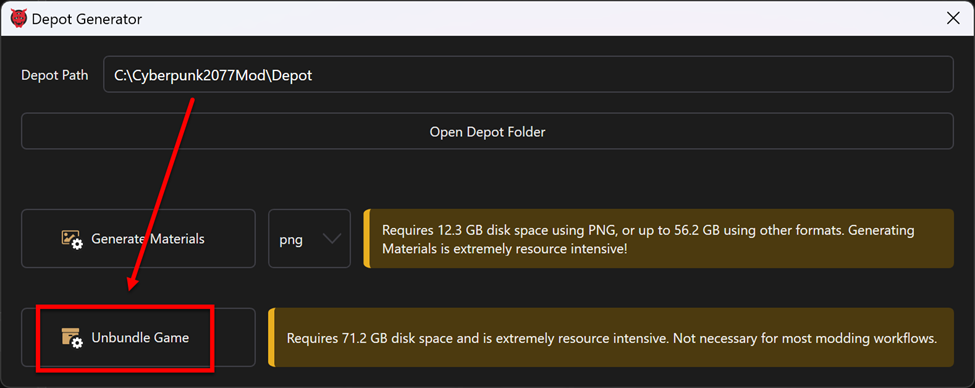 Depot Generator
Depot Path
C:\Cyberpunk2077Mod\Depot
Open Depot Folder
Generate Materials
png
Requires 12.3 GB disk space using PNG, or up to 56.2 GB using other formats. Generating
Materials is extremely resource intensive!
Unbundle Game
Requires 71.2 GB disk space and is extremely resource intensive. Not necessary for most modding workflows.